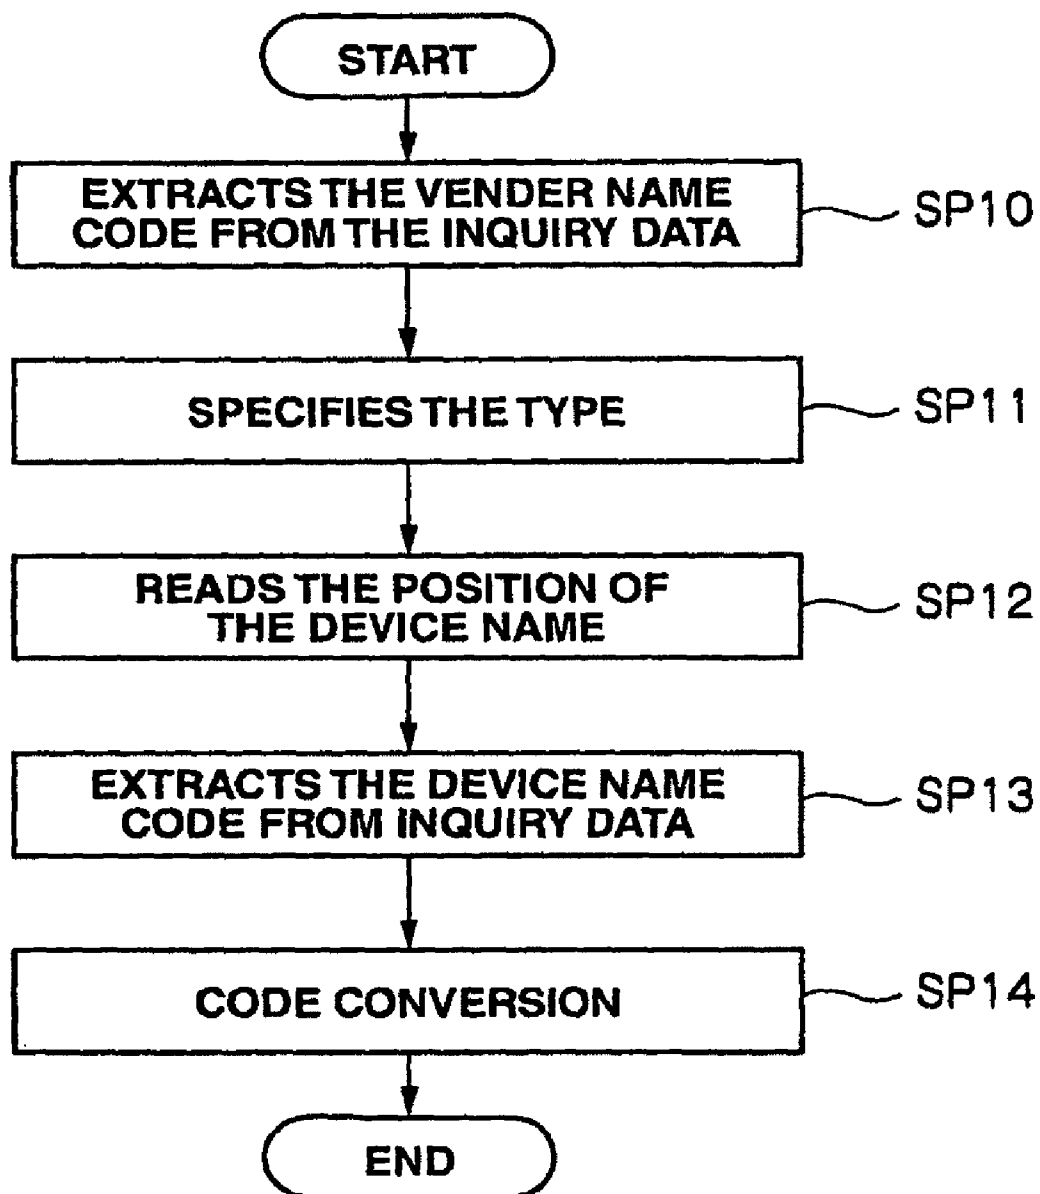 START
EXTRACTS THE VENDER NAME
CODE FROM THE INQUIRY DATA
SP10
SPECIFIES THE TYPE
SP11
READS THE POSITION OF
THE DEVICE NAME
SP12
EXTRACTS THE DEVICE NAME
CODE FROM INQUIRY DATA
SP13
CODE CONVERSION
SP14
END